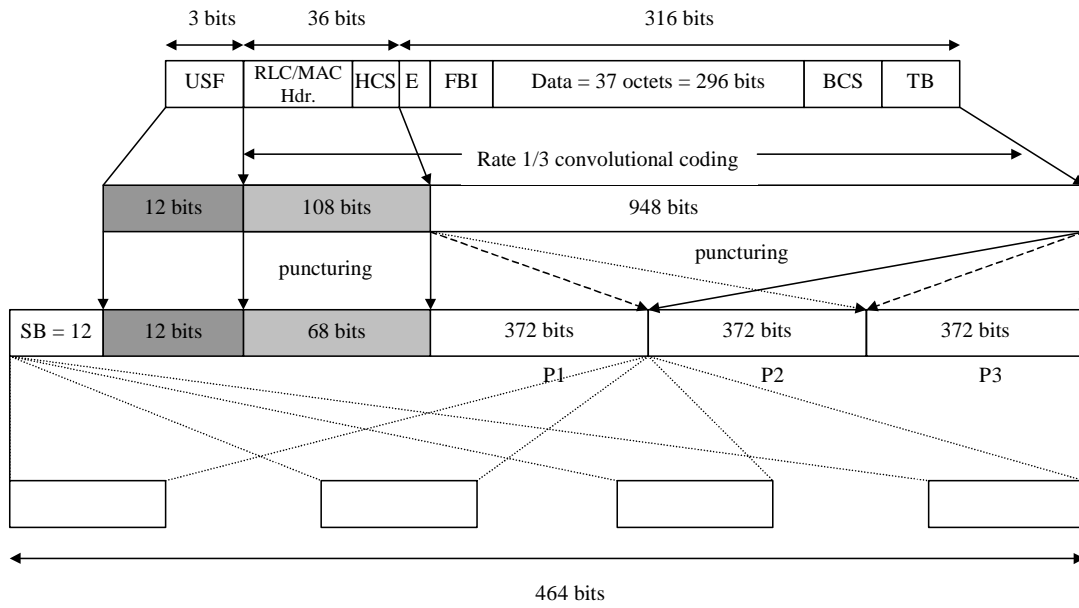 3 bits
36 bits
316 bits
USF
RLC/MAC
Hdr.
HCS
E
FBI
Data = 37 octets = 296 bits
BCS
TB
Rate 1/3 convolutional coding
12 bits
108 bits
948 bits
puncturing
puncturing
SB = 12
12 bits
68 bits
372 bits
372 bits
372 bits
P1
P2
P3
464 bits